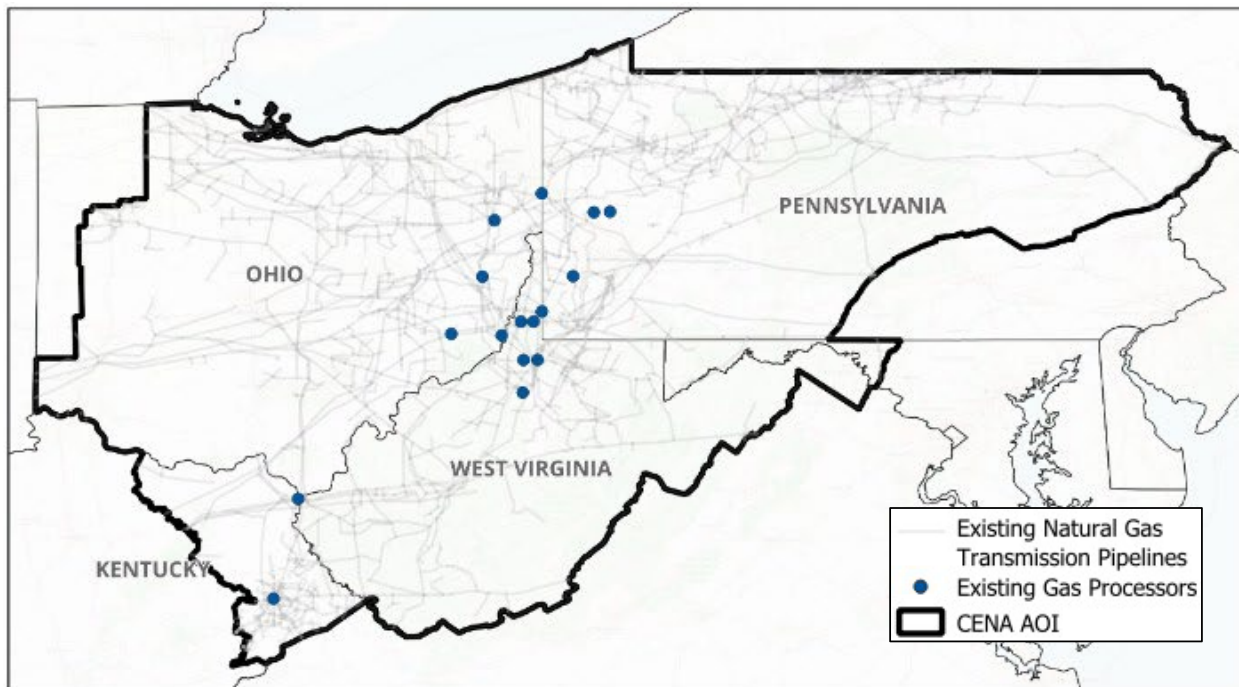 PENNSYLVANIA
OHIO
WEST VIRGINIA
KENTUCKY
Existing Natural Gas
Transmission Pipelines
Existing Gas Processors
CENA AOI